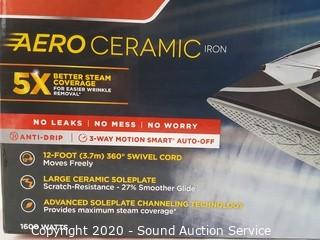 AERO CERAMIC IRON
5X BETTER STEAM
COVERAGE
FOR EASIER WRINKLE
REMOVAL*
NO LEAKS | NO MESS | NO WORRY
ANTI-DRIP | 3-WAY MOTION SMART* AUTO-OFF
12-FOOT (3.7m) 360° SWIVEL CORD
Moves Freely
LARGE CERAMIC SOLEPLATE
Scratch-Resistance - 27% Smoother Glide
ADVANCED SOLEPLATE CHANNELING TECHNOLOGY
Provides maximum steam coverage*
1600 WATTS
Copyright 2020 - Sound Auction Service